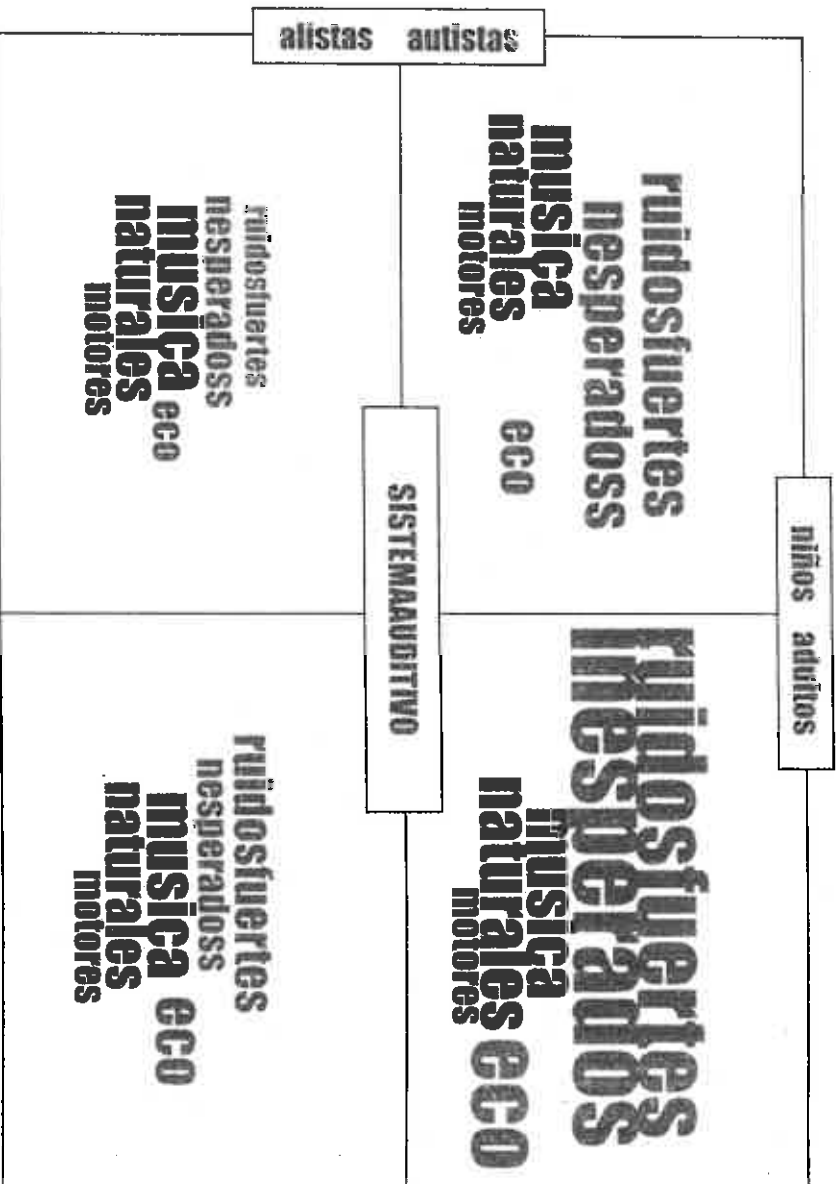 niños adultos
ruidosfuertes
nesperadoss
musica
naturales eco
motores
ruidosfuertes
inesperados
musica
naturales eco
motores
alistas autistas
SISTEMAAUDITIVO
ruidosfuertes
nesperadoss
musica eco
naturales
motores
ruidosfuertes
nesperadoss
musica eco
naturales
motores